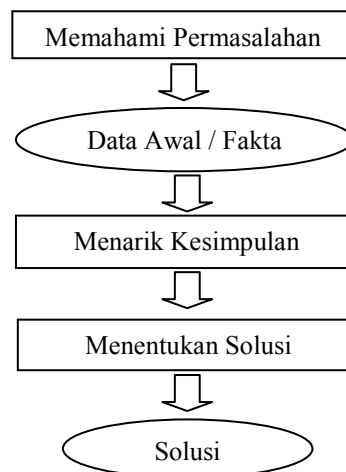 Memahami Permasalahan
Data Awal / Fakta
Menarik Kesimpulan
Menentukan Solusi
Solusi